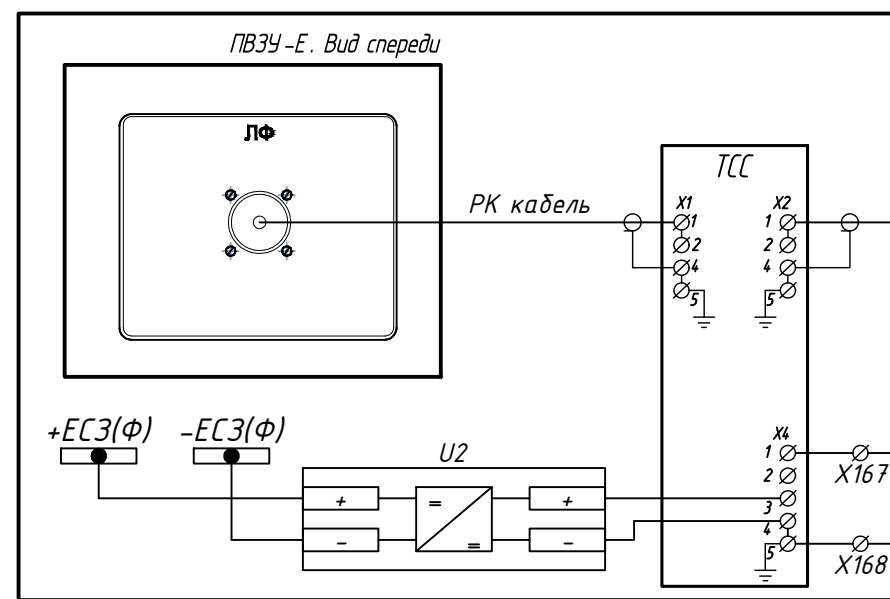 ПВЗУ-Е. Вид спереди
ЛФ
РК кабель
ТСС
X1
1
2
4
5
X2
1
2
4
5
+ЕСЗ(Ф)
-ЕСЗ(Ф)
U2
+
-
=
=
+
-
X4
1
2
3
4
5
X167
X168